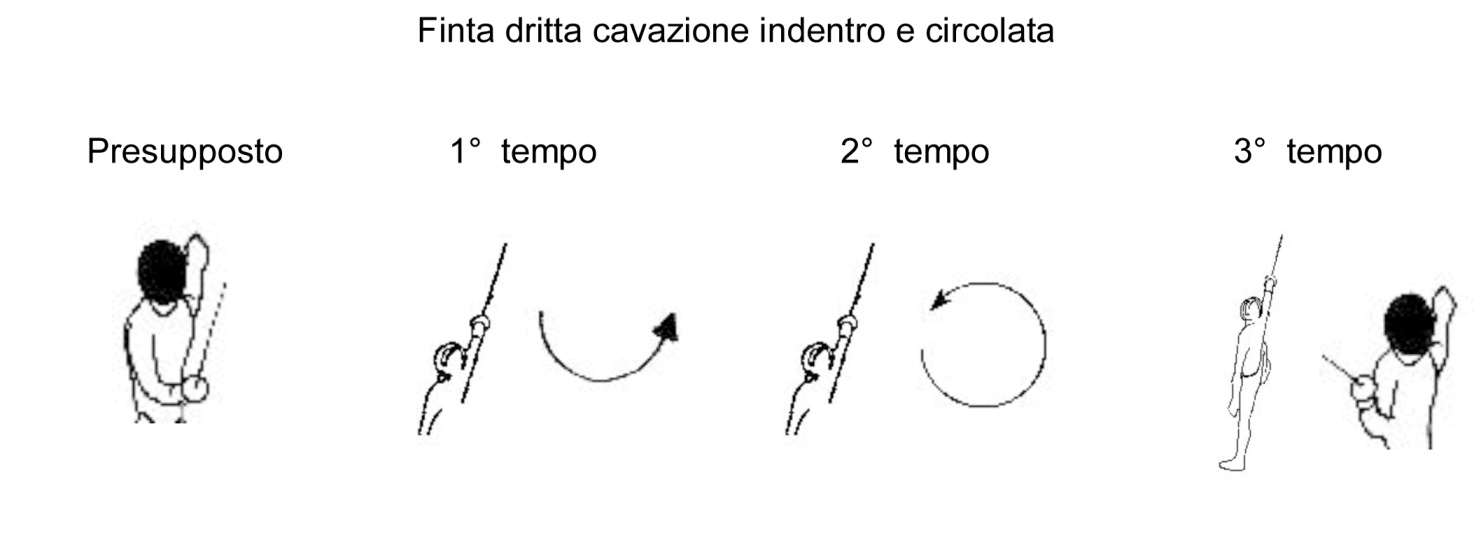 Finta dritta cavazione indentro e circolata
Presupposto 1° tempo 2° tempo 3° tempo